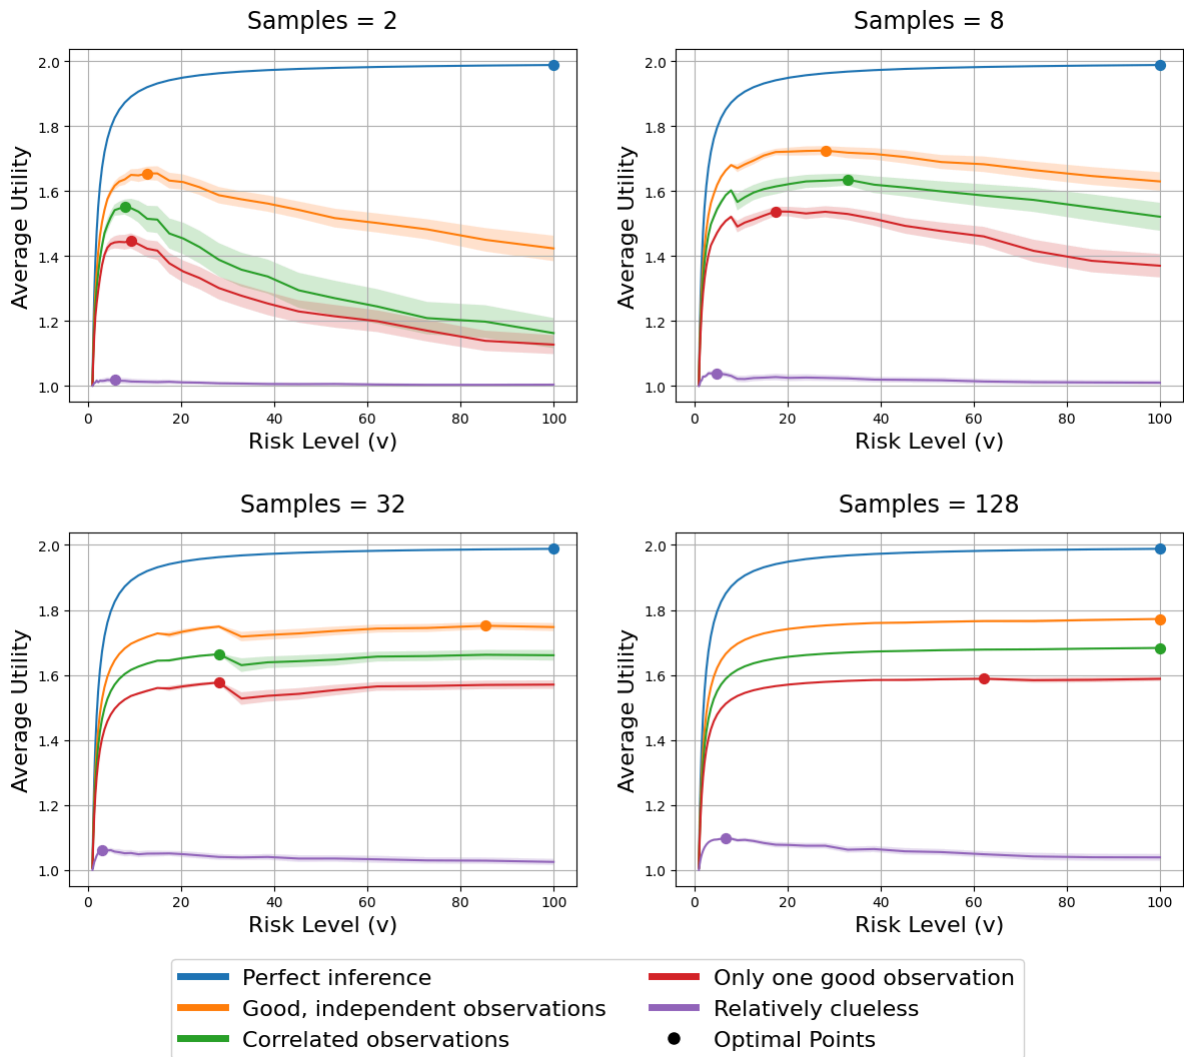 Samples = 2
Samples = 8
2.0
1.8
1.6
1.4
1.2
1.0
Average Utility
0 20 40 60 80 100
Risk Level (v)
2.0
1.8
1.6
1.4
1.2
1.0
Average Utility
0 20 40 60 80 100
Risk Level (v)
Samples = 32
Samples = 128
2.0
1.8
1.6
1.4
1.2
1.0
Average Utility
0 20 40 60 80 100
Risk Level (v)
2.0
1.8
1.6
1.4
1.2
1.0
Average Utility
0 20 40 60 80 100
Risk Level (v)
Perfect inference
Good, independent observations
Correlated observations
Only one good observation
Relatively clueless
Optimal Points